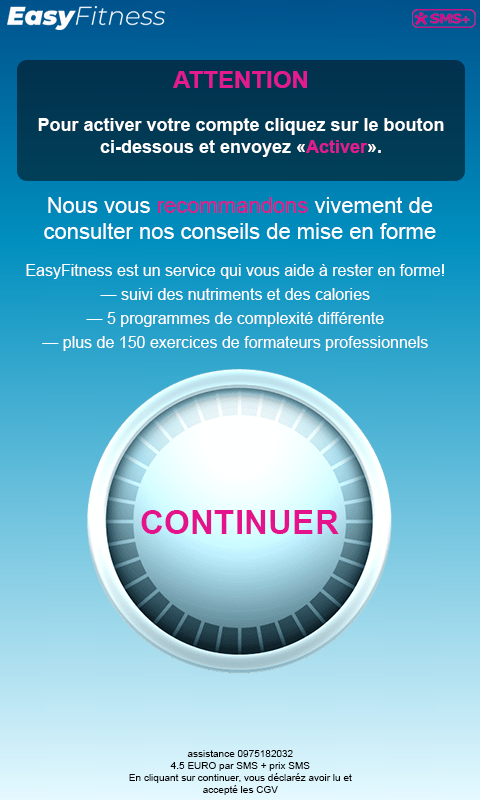 EasyFitness
SMS+
ATTENTION
Pour activer votre compte cliquez sur le bouton
ci-dessous et envoyez «Activer».
Nous vous recommandons vivement de
consulter nos conseils de mise en forme
EasyFitness est un service qui vous aide à rester en forme!
— suivi des nutriments et des calories
— 5 programmes de complexité différente
— plus de 150 exercices de formateurs professionnels
CONTINUER
assistance 0975182032
4.5 EURO par SMS + prix SMS
En cliquant sur continuer, vous déclaréz avoir lu et
accepté les CGV